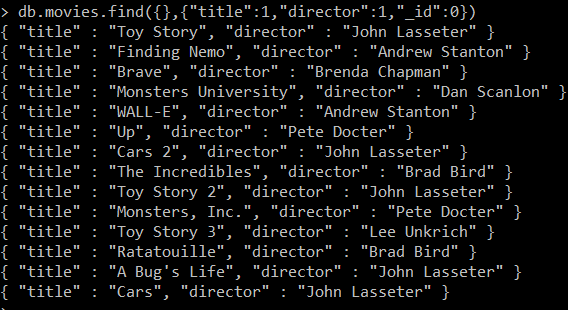 > db.movies.find({},{"title":1,"director":1,"_id":0})
{ "title" : "Toy Story", "director" : "John Lasseter" }
{ "title" : "Finding Nemo", "director" : "Andrew Stanton" }
{ "title" : "Brave", "director" : "Brenda Chapman" }
{ "title" : "Monsters University", "director" : "Dan Scanlon" }
{ "title" : "WALL-E", "director" : "Andrew Stanton" }
{ "title" : "Up", "director" : "Pete Docter" }
{ "title" : "Cars 2", "director" : "John Lasseter" }
{ "title" : "The Incredibles", "director" : "Brad Bird" }
{ "title" : "Toy Story 2", "director" : "John Lasseter" }
{ "title" : "Monsters, Inc.", "director" : "Pete Docter" }
{ "title" : "Toy Story 3", "director" : "Lee Unkrich" }
{ "title" : "Ratatouille", "director" : "Brad Bird" }
{ "title" : "A Bug's Life", "director" : "John Lasseter" }
{ "title" : "Cars", "director" : "John Lasseter" }